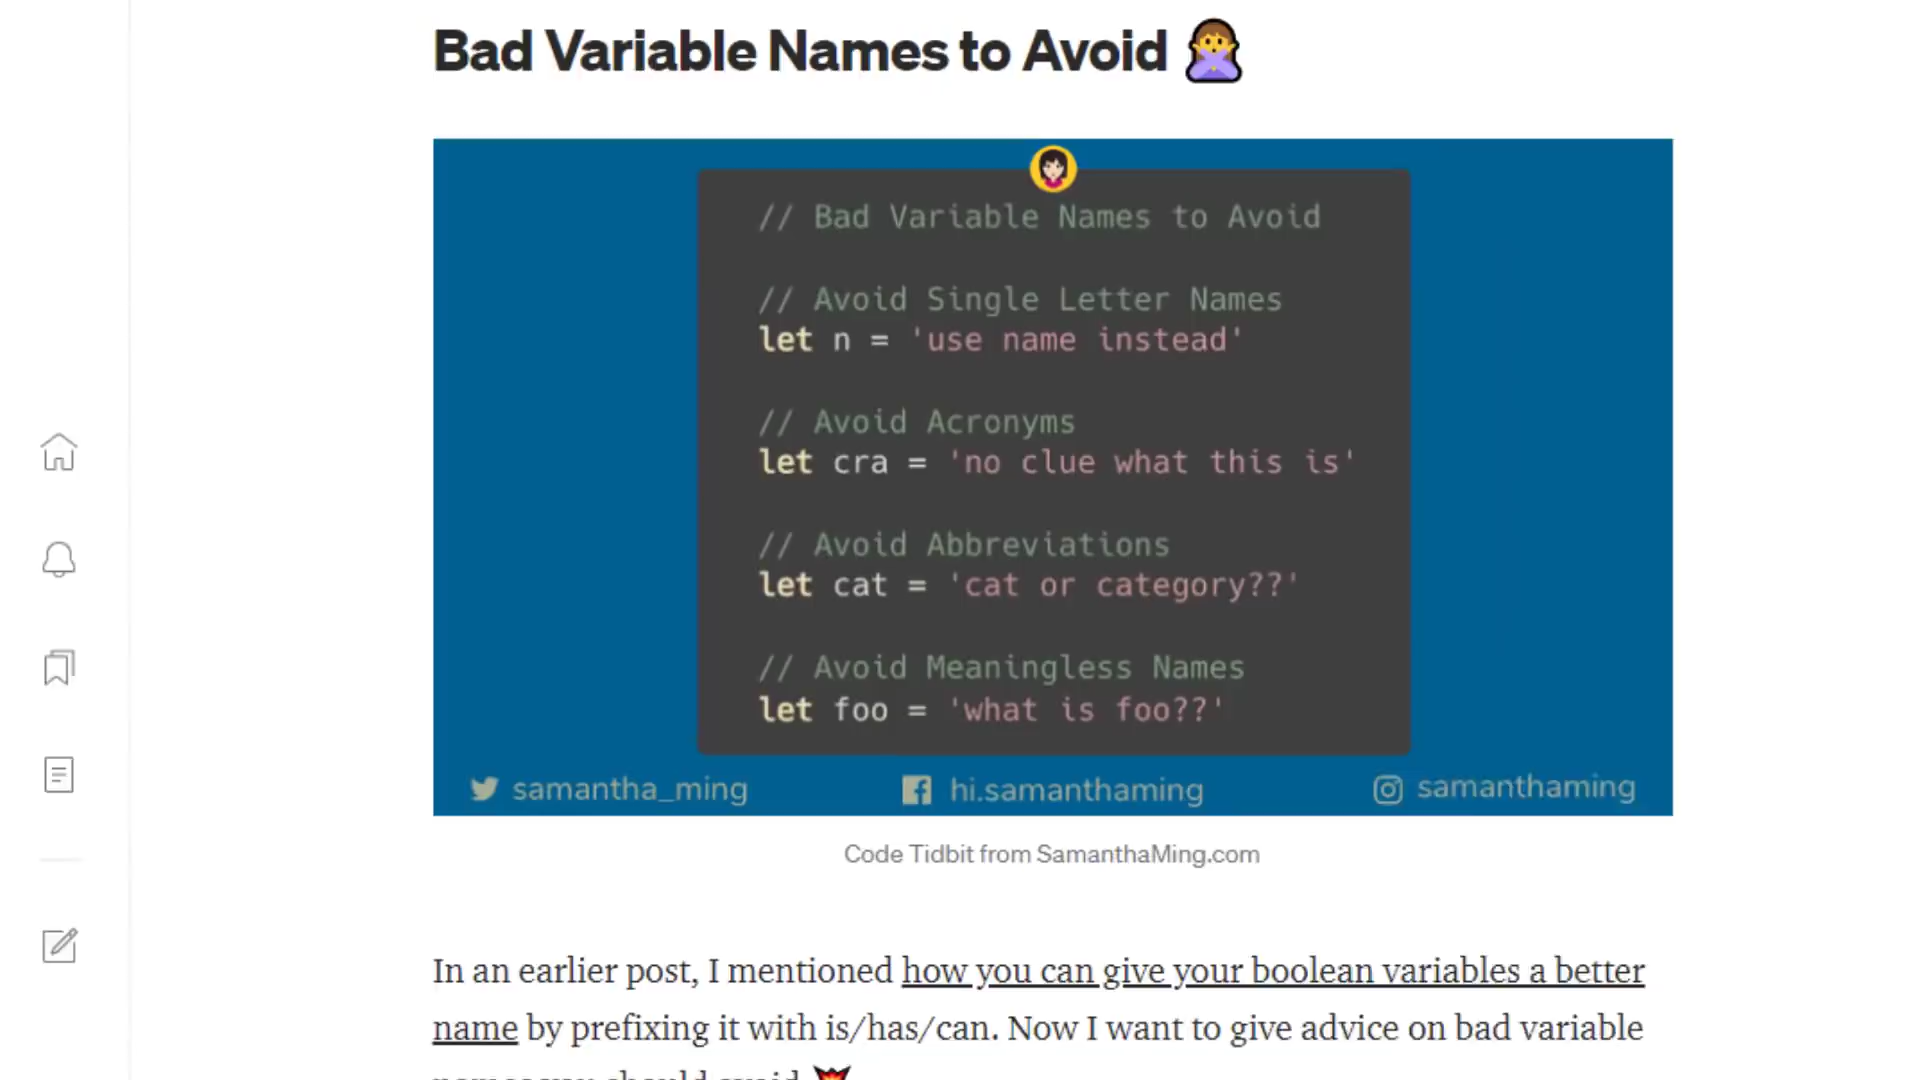 Bad Variable Names to Avoid
// Bad Variable Names to Avoid
// Avoid Single Letter Names
let n = 'use name instead'
// Avoid Acronyms
let cra = 'no clue what this is'
// Avoid Abbreviations
let cat = 'cat or category??'
// Avoid Meaningless Names
let foo = 'what is foo??'
samantha_ming
hi.samanthaming
samanthaming
Code Tidbit from SamanthaMing.com
In an earlier post, I mentioned how you can give your boolean variables a better
name by prefixing it with is/has/can. Now I want to give advice on bad variable
names you should avoid